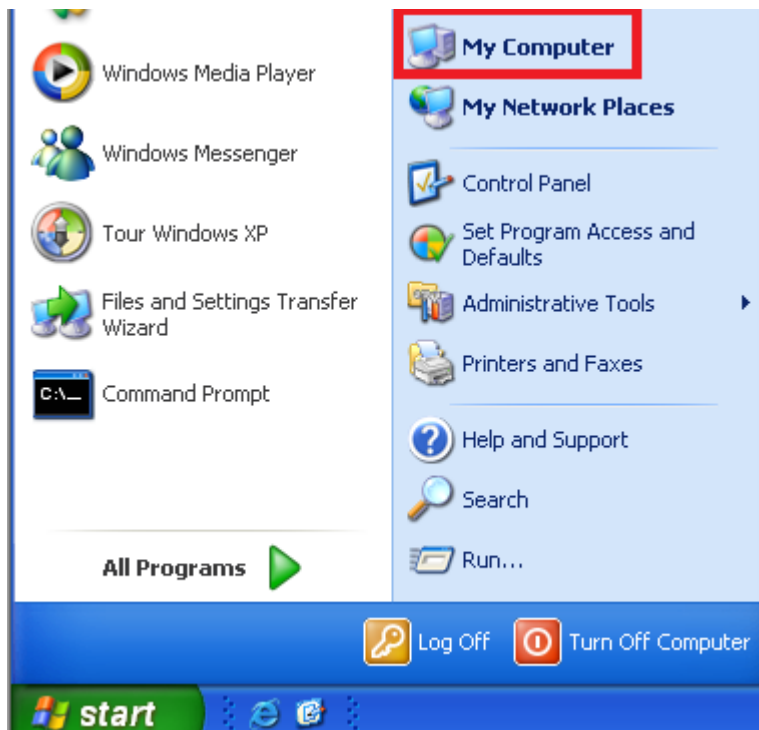 Windows Media Player
Windows Messenger
Tour Windows XP
Files and Settings Transfer
Wizard
C:\_
Command Prompt
All Programs
My Computer
My Network Places
Control Panel
Set Program Access and
Defaults
Administrative Tools
Printers and Faxes
Help and Support
Search
Run...
Log Off
Turn Off Computer
start